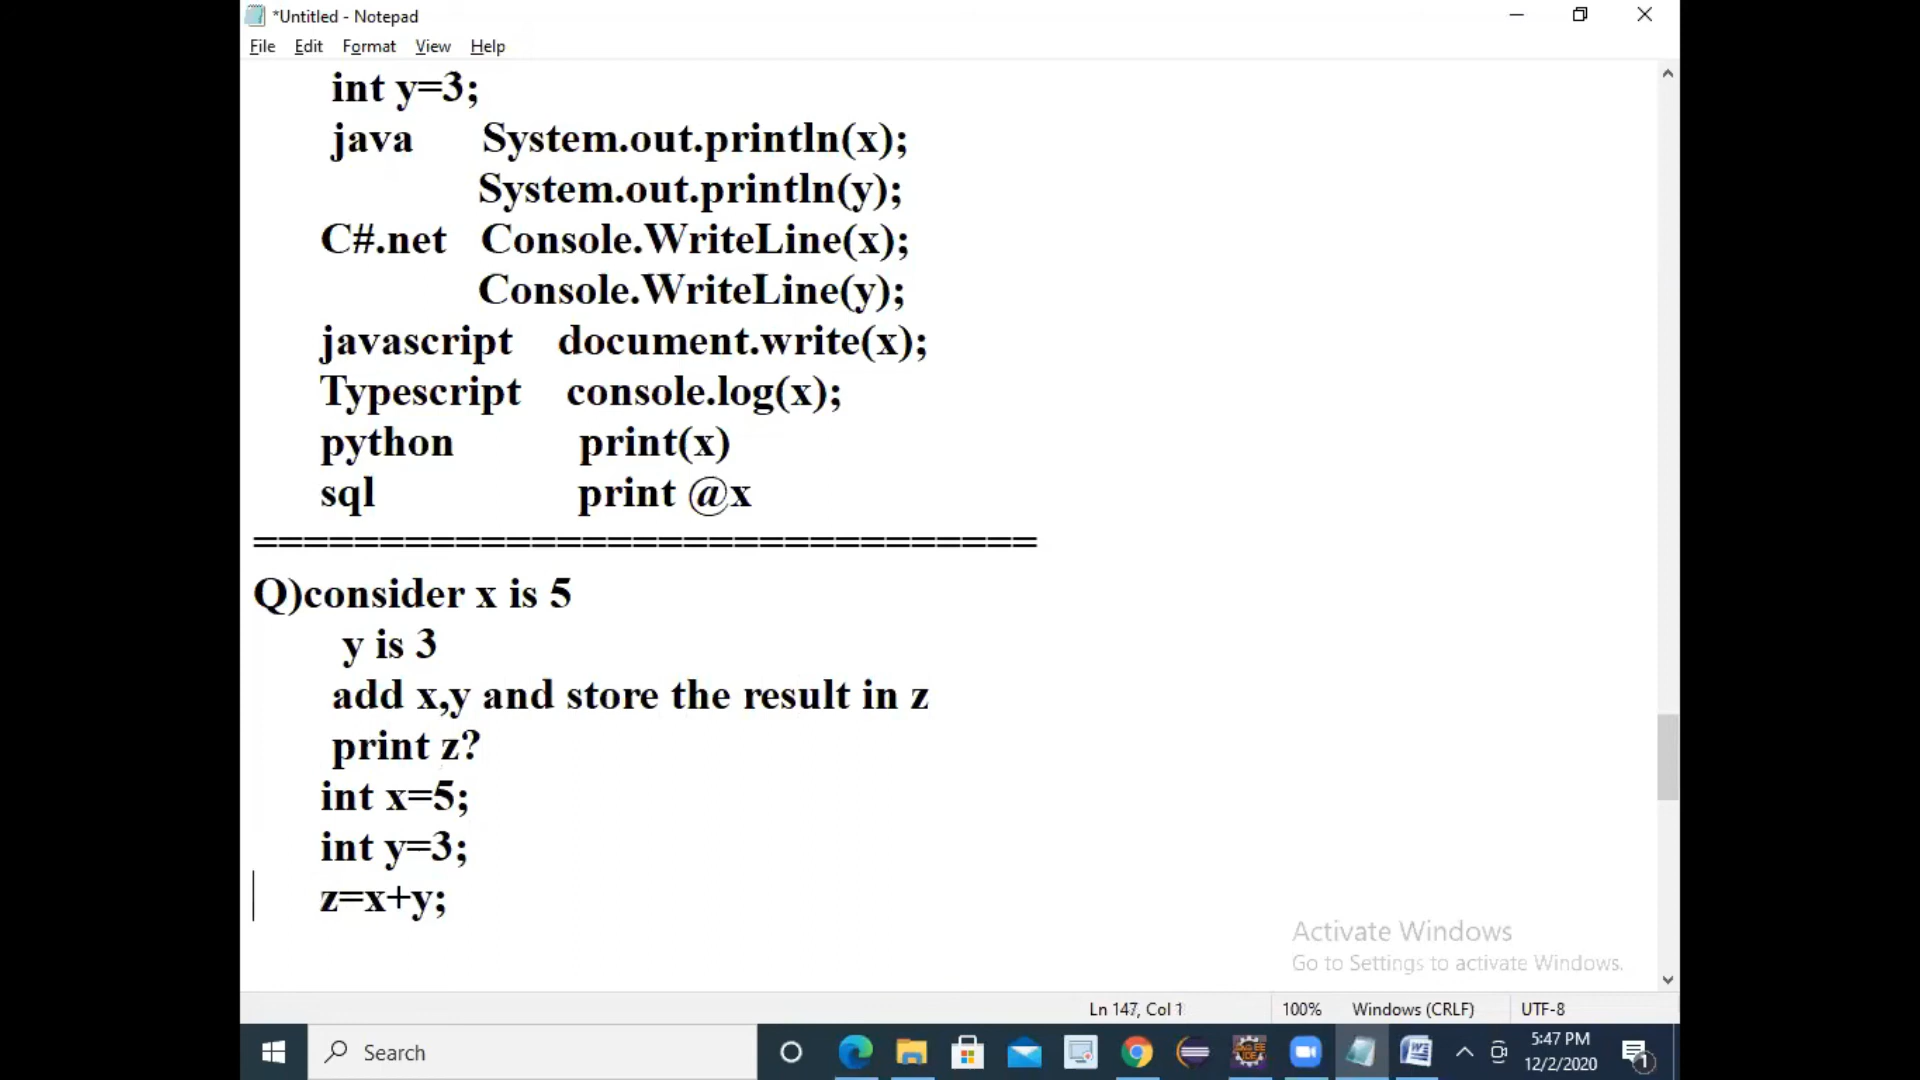 *Untitled - Notepad
File Edit Format View Help
int y=3;
java System.out.println(x);
System.out.println(y);
C#.net Console.WriteLine(x);
Console.WriteLine(y);
javascript document.write(x);
Typescript console.log(x);
python print(x)
sql print @x
===============================
Q)consider x is 5
y is 3
add x,y and store the result in z
print z?
int x=5;
int y=3;
z=x+y;
Activate Windows
Go to Settings to activate Windows.
Ln 147, Col 1 100% Windows (CRLF) UTF-8
Search
5:47 PM
12/2/2020
1